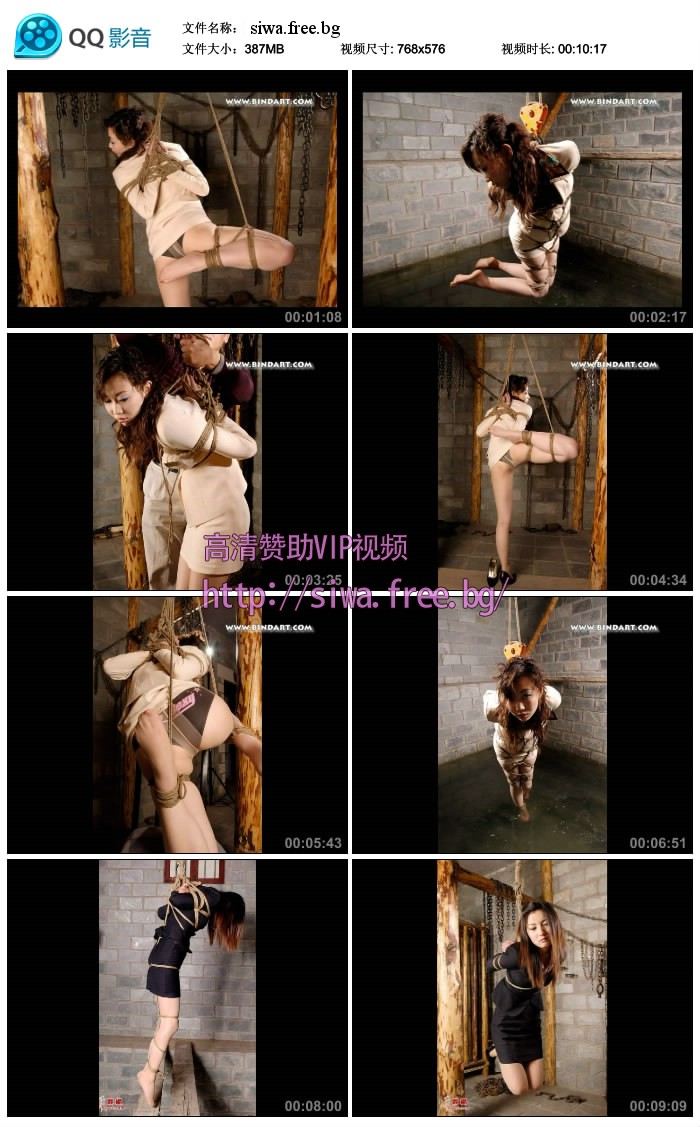 QQ 影音
文件名称: siwa.free.bg
文件大小: 387MB 视频尺寸: 768x576 视频时长: 00:10:17
WWW.BINDART.COM
00:01:08
WWW.BINDART.COM
00:02:17
WWW.BINDART.COM
00:03:25
WWW.BINDART.COM
00:04:34
高清赞助VIP视频
http://siwa.free.bg/
WWW.BINDART.COM
00:05:43
WWW.BINDART.COM
00:06:51
00:08:00
00:09:09